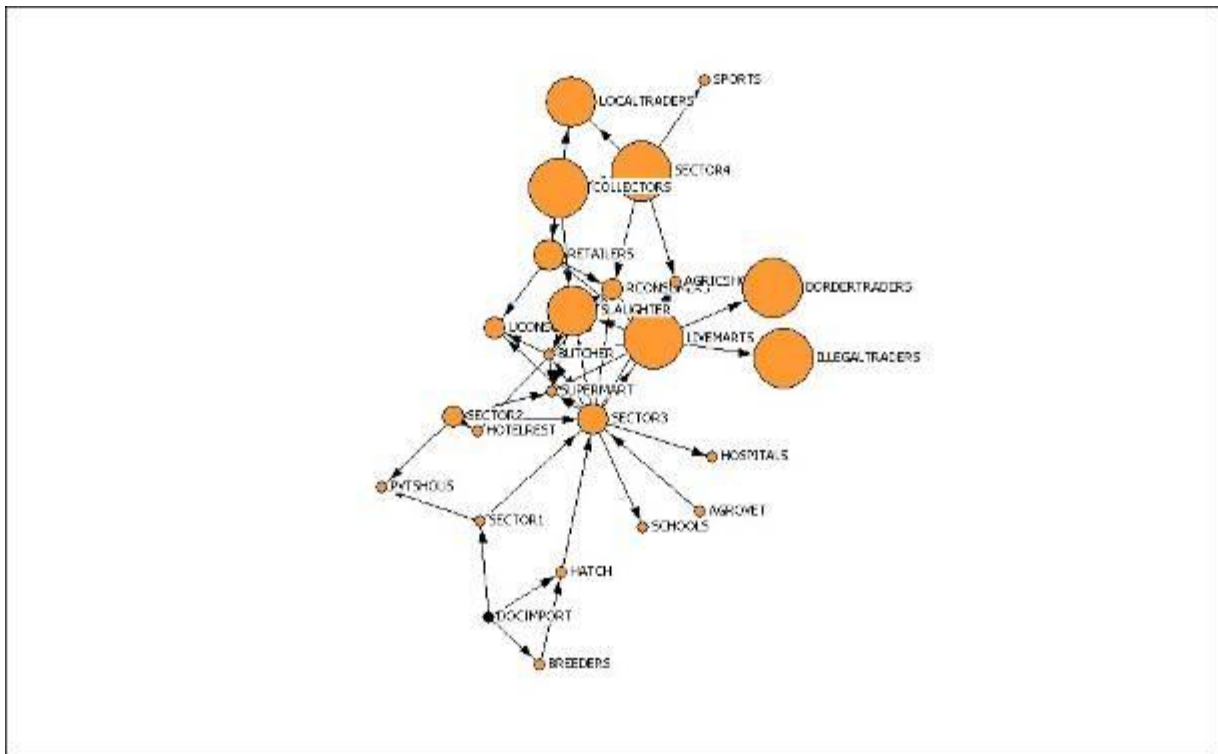 SPORTS
LOCALTRADERS
SECTOR4
COLLECTORS
RETAILERS
BORDERTRADERS
SLAUGHTER
LIVEMARTS
ILLEGALTRADERS
BUTCHER
SUPERMART
SECTOR2
SECTOR3
HOTELREST
HOSPITALS
PVTSHOUS
AGROVET
SECTOR1
SCHOOLS
HATCH
DOCIMPORT
BREEDERS